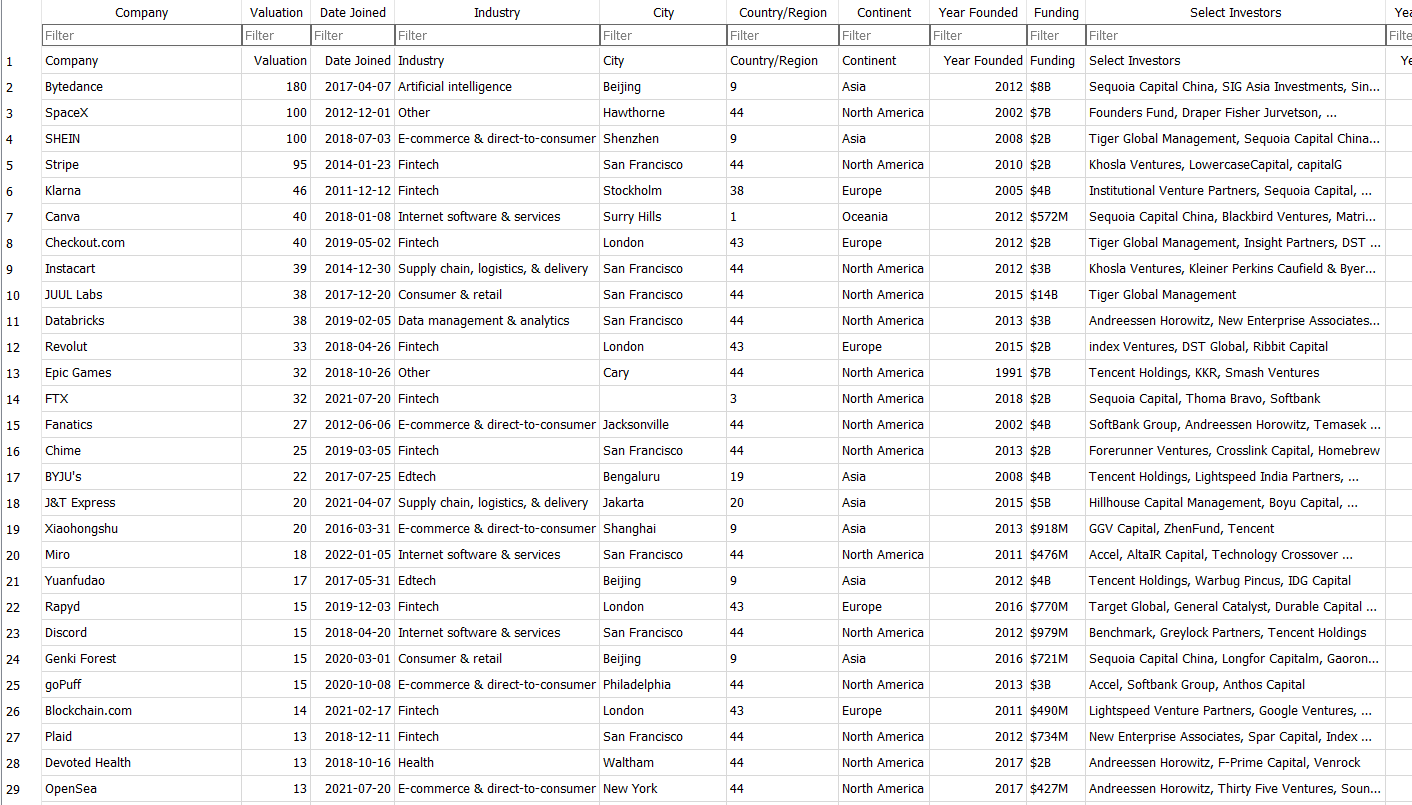 Company Valuation Date Joined Industry City Country/Region Continent Year Founded Funding Select Investors Yea
Filter Filter Filter Filter Filter Filter Filter Filter Filter Filter Filte
1 Company Valuation Date Joined Industry City Country/Region Continent Year Founded Funding Select Investors Ye
2 Bytedance 180 2017-04-07 Artificial intelligence Beijing 9 Asia 2012 $8B Sequoia Capital China, SIG Asia Investments, Sin...
3 SpaceX 100 2012-12-01 Other Hawthorne 44 North America 2002 $7B Founders Fund, Draper Fisher Jurvetson, ...
4 SHEIN 100 2018-07-03 E-commerce & direct-to-consumer Shenzhen 9 Asia 2008 $2B Tiger Global Management, Sequoia Capital China...
5 Stripe 95 2014-01-23 Fintech San Francisco 44 North America 2010 $2B Khosla Ventures, LowercaseCapital, capitalG
6 Klarna 46 2011-12-12 Fintech Stockholm 38 Europe 2005 $4B Institutional Venture Partners, Sequoia Capital, ...
7 Canva 40 2018-01-08 Internet software & services Surry Hills 1 Oceania 2012 $572M Sequoia Capital China, Blackbird Ventures, Matri...
8 Checkout.com 40 2019-05-02 Fintech London 43 Europe 2012 $2B Tiger Global Management, Insight Partners, DST ...
9 Instacart 39 2014-12-30 Supply chain, logistics, & delivery San Francisco 44 North America 2012 $3B Khosla Ventures, Kleiner Perkins Caufield & Byer...
10 JUUL Labs 38 2017-12-20 Consumer & retail San Francisco 44 North America 2015 $14B Tiger Global Management
11 Databricks 38 2019-02-05 Data management & analytics San Francisco 44 North America 2013 $3B Andreessen Horowitz, New Enterprise Associates...
12 Revolut 33 2018-04-26 Fintech London 43 Europe 2015 $2B index Ventures, DST Global, Ribbit Capital
13 Epic Games 32 2018-10-26 Other Cary 44 North America 1991 $7B Tencent Holdings, KKR, Smash Ventures
14 FTX 32 2021-07-20 Fintech 3 North America 2018 $2B Sequoia Capital, Thoma Bravo, Softbank
15 Fanatics 27 2012-06-06 E-commerce & direct-to-consumer Jacksonville 44 North America 2002 $4B SoftBank Group, Andreessen Horowitz, Temasek ...
16 Chime 25 2019-03-05 Fintech San Francisco 44 North America 2013 $2B Forerunner Ventures, Crosslink Capital, Homebrew
17 BYJU's 22 2017-07-25 Edtech Bengaluru 19 Asia 2008 $4B Tencent Holdings, Lightspeed India Partners, ...
18 J&T Express 20 2021-04-07 Supply chain, logistics, & delivery Jakarta 20 Asia 2015 $5B Hillhouse Capital Management, Boyu Capital, ...
19 Xiaohongshu 20 2016-03-31 E-commerce & direct-to-consumer Shanghai 9 Asia 2013 $918M GGV Capital, ZhenFund, Tencent
20 Miro 18 2022-01-05 Internet software & services San Francisco 44 North America 2011 $476M Accel, AltaIR Capital, Technology Crossover ...
21 Yuanfudao 17 2017-05-31 Edtech Beijing 9 Asia 2012 $4B Tencent Holdings, Warbug Pincus, IDG Capital
22 Rapyd 15 2019-12-03 Fintech London 43 Europe 2016 $770M Target Global, General Catalyst, Durable Capital ...
23 Discord 15 2018-04-20 Internet software & services San Francisco 44 North America 2012 $979M Benchmark, Greylock Partners, Tencent Holdings
24 Genki Forest 15 2020-03-01 Consumer & retail Beijing 9 Asia 2016 $721M Sequoia Capital China, Longfor Capitalm, Gaoron...
25 goPuff 15 2020-10-08 E-commerce & direct-to-consumer Philadelphia 44 North America 2013 $3B Accel, Softbank Group, Anthos Capital
26 Blockchain.com 14 2021-02-17 Fintech London 43 Europe 2011 $490M Lightspeed Venture Partners, Google Ventures, ...
27 Plaid 13 2018-12-11 Fintech San Francisco 44 North America 2012 $734M New Enterprise Associates, Spar Capital, Index ...
28 Devoted Health 13 2018-10-16 Health Waltham 44 North America 2017 $2B Andreessen Horowitz, F-Prime Capital, Venrock
29 OpenSea 13 2021-07-20 E-commerce & direct-to-consumer New York 44 North America 2017 $427M Andreessen Horowitz, Thirty Five Ventures, Soun...